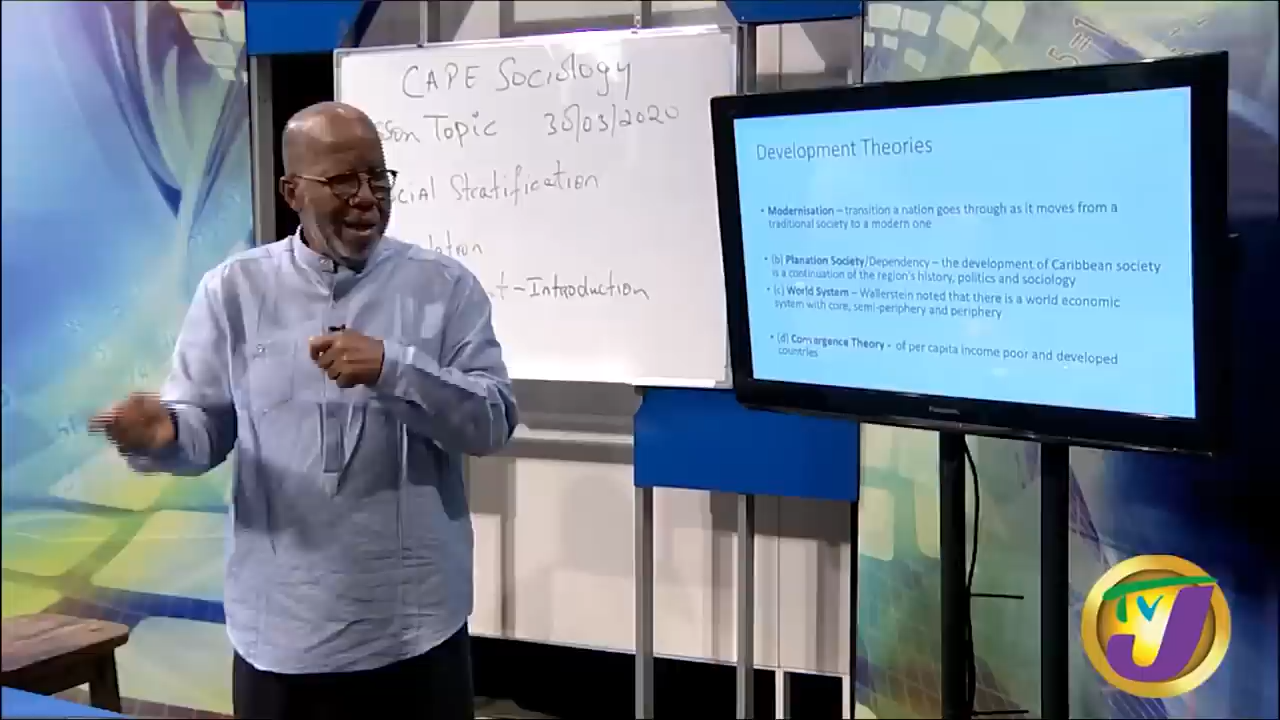 CAPE Sociology
Topic 30/03/2020
Stratification
-Introduction
Development Theories
• Modernisation – transition a nation goes through as it moves from a
traditional society to a modern one
• (b) Planation Society/Dependency – the development of Caribbean society
is a continuation of the region's history, politics and sociology
• (c) World System – Wallerstein noted that there is a world economic
system with core, semi-periphery and periphery
• (d) Convergence Theory - of per capita income poor and developed
countries
Panasonic
TVJ